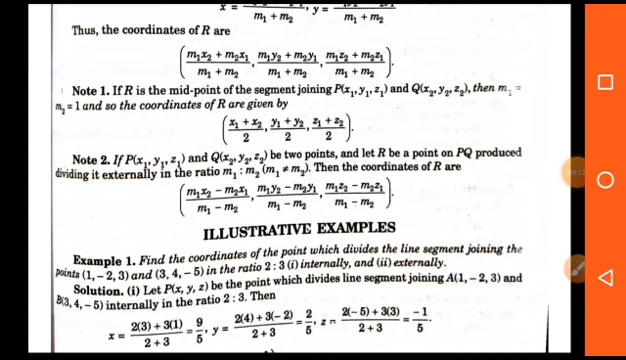 x = ———, y = ———
m₁ + m₂ m₁ + m₂
Thus, the coordinates of R are
((m₁x₂ + m₂x₁)/(m₁ + m₂), (m₁y₂ + m₂y₁)/(m₁ + m₂), (m₁z₂ + m₂z₁)/(m₁ + m₂)).
Note 1. If R is the mid-point of the segment joining P(x₁, y₁, z₁) and Q(x₂, y₂, z₂), then m₁ =
m₂ = 1 and so the coordinates of R are given by
((x₁ + x₂)/2, (y₁ + y₂)/2, (z₁ + z₂)/2).
Note 2. If P(x₁, y₁, z₁) and Q(x₂, y₂, z₂) be two points, and let R be a point on PQ produced
dividing it externally in the ratio m₁ : m₂ (m₁ ≠ m₂). Then the coordinates of R are
((m₁x₂ − m₂x₁)/(m₁ − m₂), (m₁y₂ − m₂y₁)/(m₁ − m₂), (m₁z₂ − m₂z₁)/(m₁ − m₂)).
ILLUSTRATIVE EXAMPLES
Example 1. Find the coordinates of the point which divides the line segment joining the
points (1, − 2, 3) and (3, 4, − 5) in the ratio 2 : 3 (i) internally, and (ii) externally.
Solution. (i) Let P(x, y, z) be the point which divides line segment joining A(1, − 2, 3) and
B(3, 4, − 5) internally in the ratio 2 : 3. Then
x = (2(3) + 3(1))/(2 + 3) = 9/5, y = (2(4) + 3(− 2))/(2 + 3) = 2/5, z = (2(− 5) + 3(3))/(2 + 3) = −1/5.